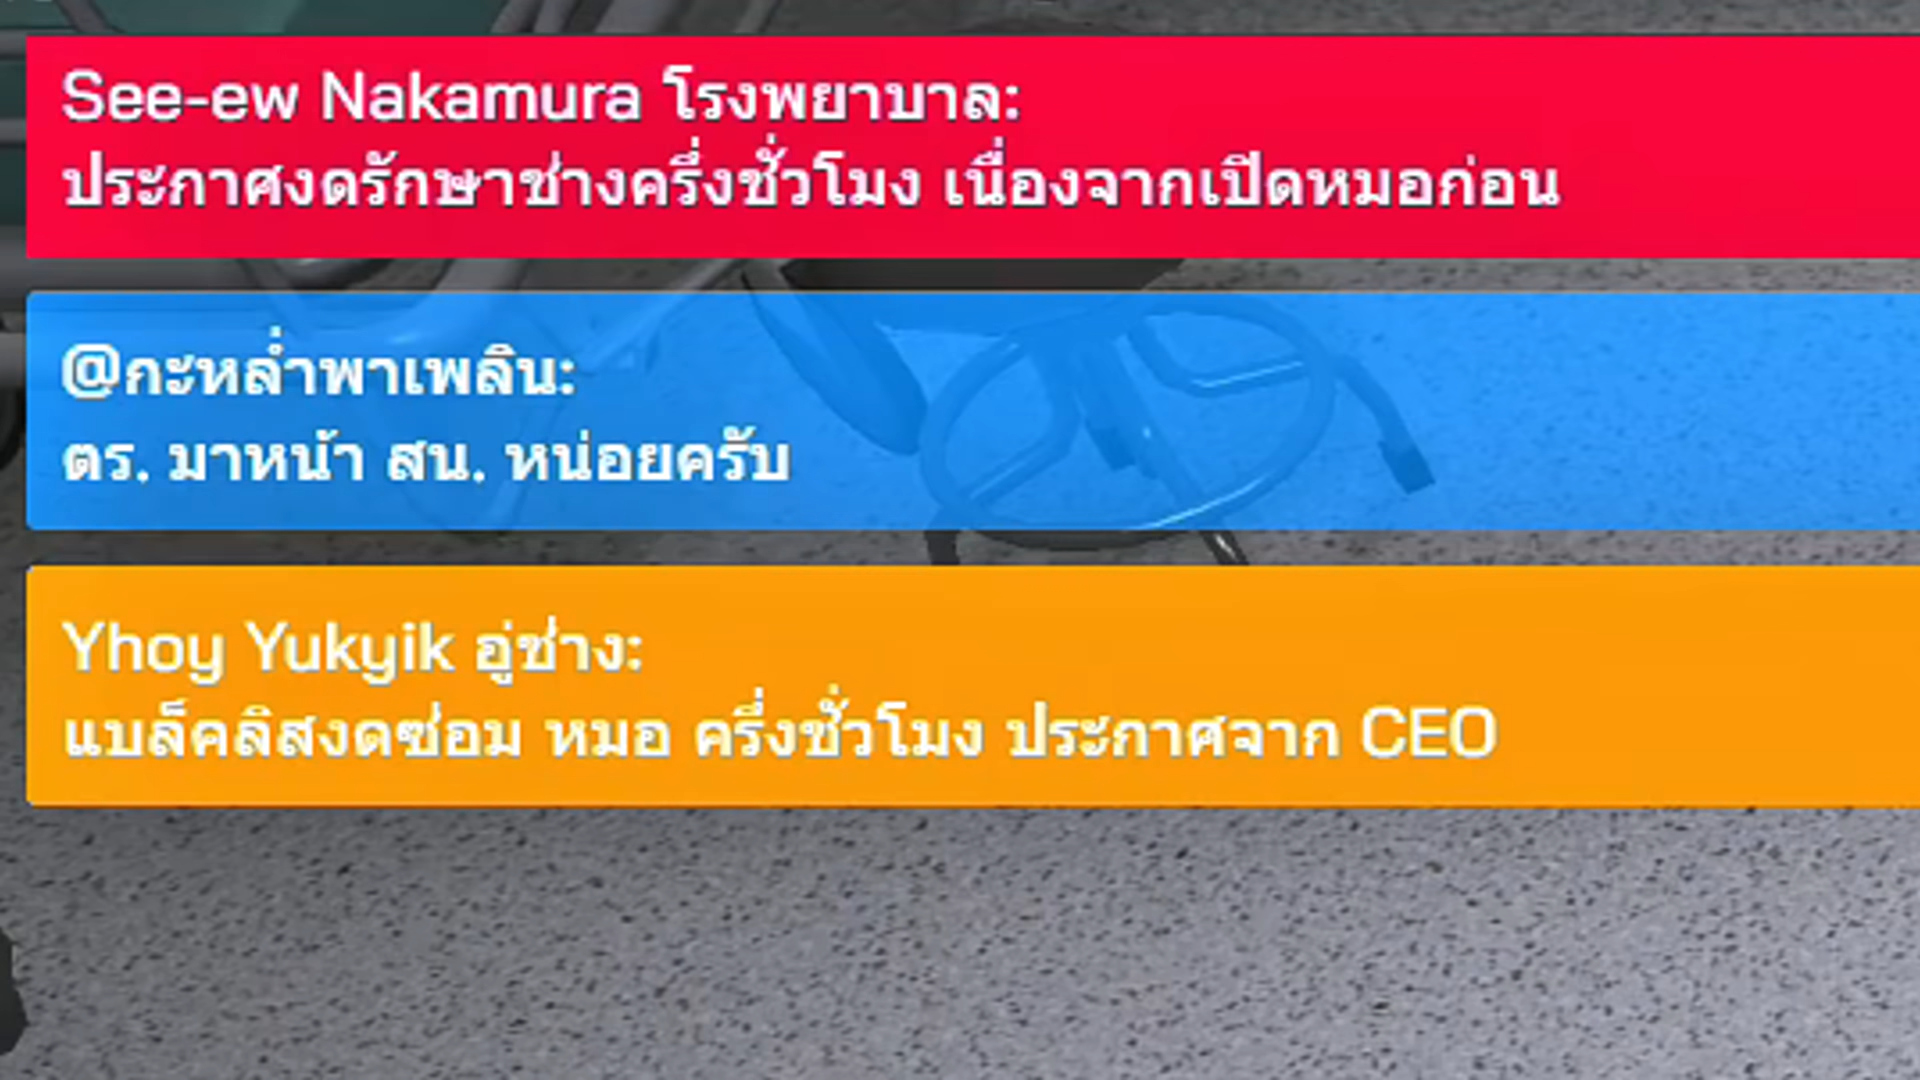 See-ew Nakamura โรงพยาบาล:
ประกาศงดรักษาช่างครึ่งชั่วโมง เนื่องจากเปิดหมอก่อน
@กะหล่ำพาเพลิน:
ตร. มาหน้า สน. หน่อยครับ
Yhoy Yukyik อู่ช่าง:
แบล็คลิสงดซ่อม หมอ ครึ่งชั่วโมง ประกาศจาก CEO